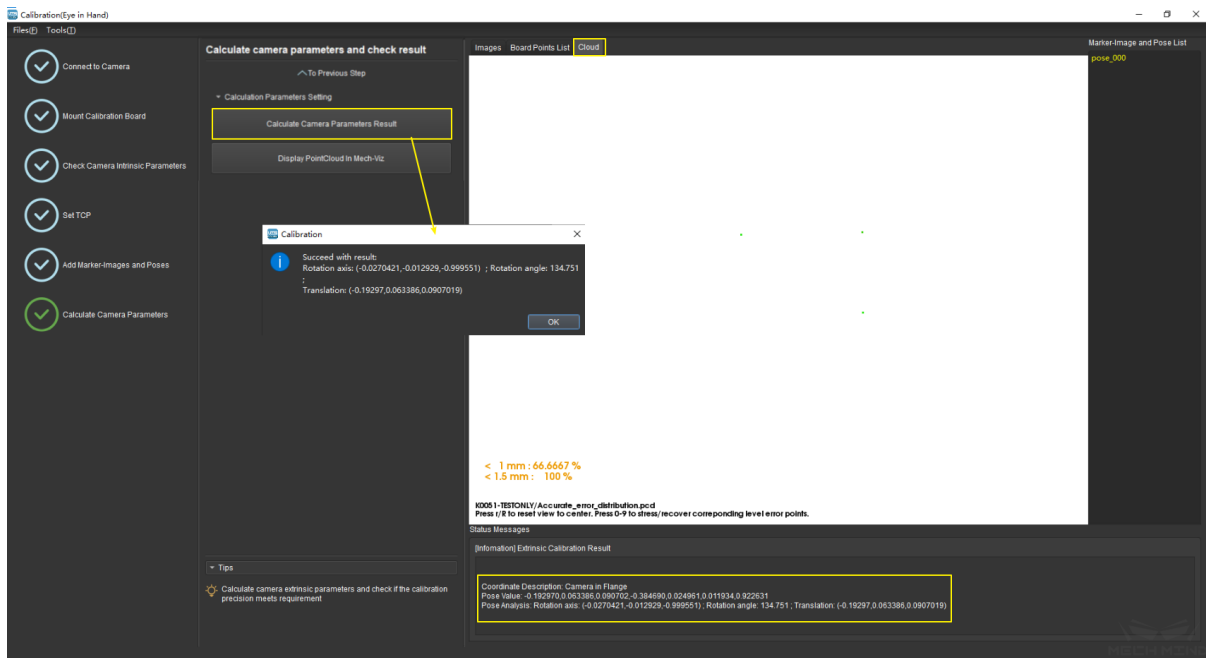 Calibration(Eye in Hand)
Files(F) Tools(T)
Connect to Camera
Mount Calibration Board
Check Camera Intrinsic Parameters
Set TCP
Add Marker-Images and Poses
Calculate Camera Parameters
Calculate camera parameters and check result
To Previous Step
Calculation Parameters Setting
Calculate Camera Parameters Result
Display PointCloud In Mech-Viz
Calibration
Succeed with result:
Rotation axis: (-0.0270421,-0.012929,-0.999551) ; Rotation angle: 134.751
;
Translation: (-0.19297,0.063386,0.0907019)
OK
Tips
Calculate camera extrinsic parameters and check if the calibration
precision meets requirement
Images Board Points List Cloud
< 1 mm : 66.6667 %
< 1.5 mm : 100 %
K0051-TESTONLY/Accurate_error_distribution.pcd
Press r/R to reset view to center. Press 0-9 to stress/recover correponding level error points.
Status Messages
[Infomation] Extrinsic Calibration Result
Coordinate Description: Camera in Flange
Pose Value: -0.192970,0.063386,0.090702,-0.384690,0.024961,0.011934,0.922631
Pose Analysis: Rotation axis: (-0.0270421,-0.012929,-0.999551) ; Rotation angle: 134.751 ; Translation: (-0.19297,0.063386,0.0907019)
Marker-Image and Pose List
pose_000
MECH MIND